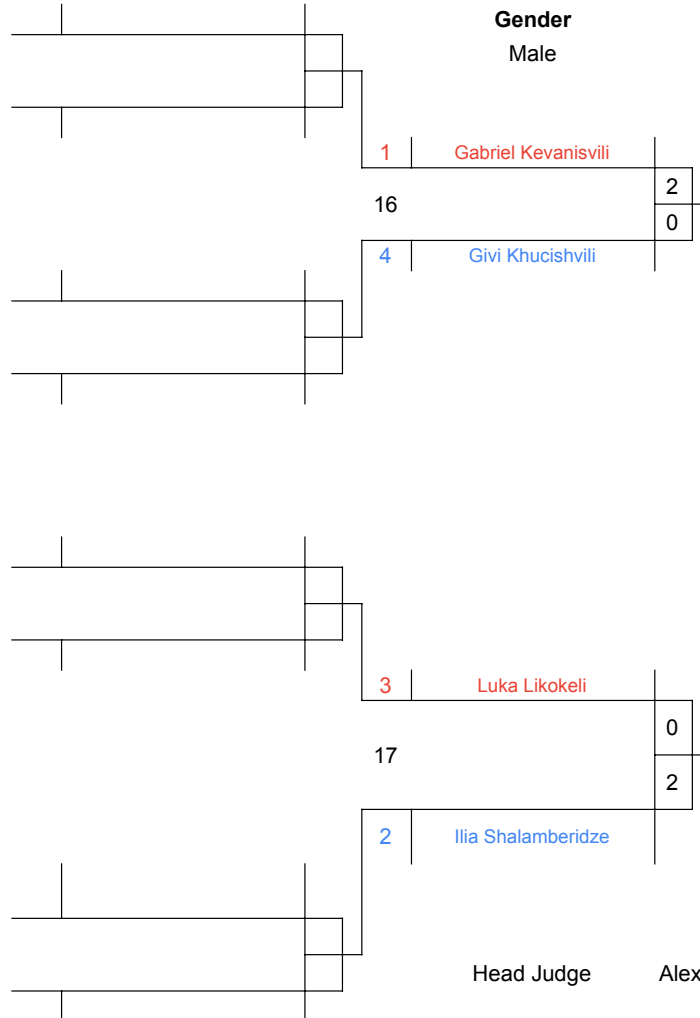 Gender
Male
1 Gabriel Kevanisvili
2
16
0
4 Givi Khucishvili
3 Luka Likokeli
0
17
2
2 Ilia Shalamberidze
Head Judge Alex